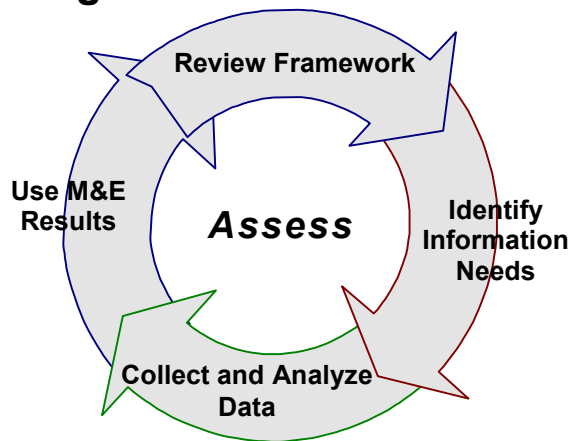 Review Framework
Use M&E
Results
Assess
Identify
Information
Needs
Collect and Analyze
Data